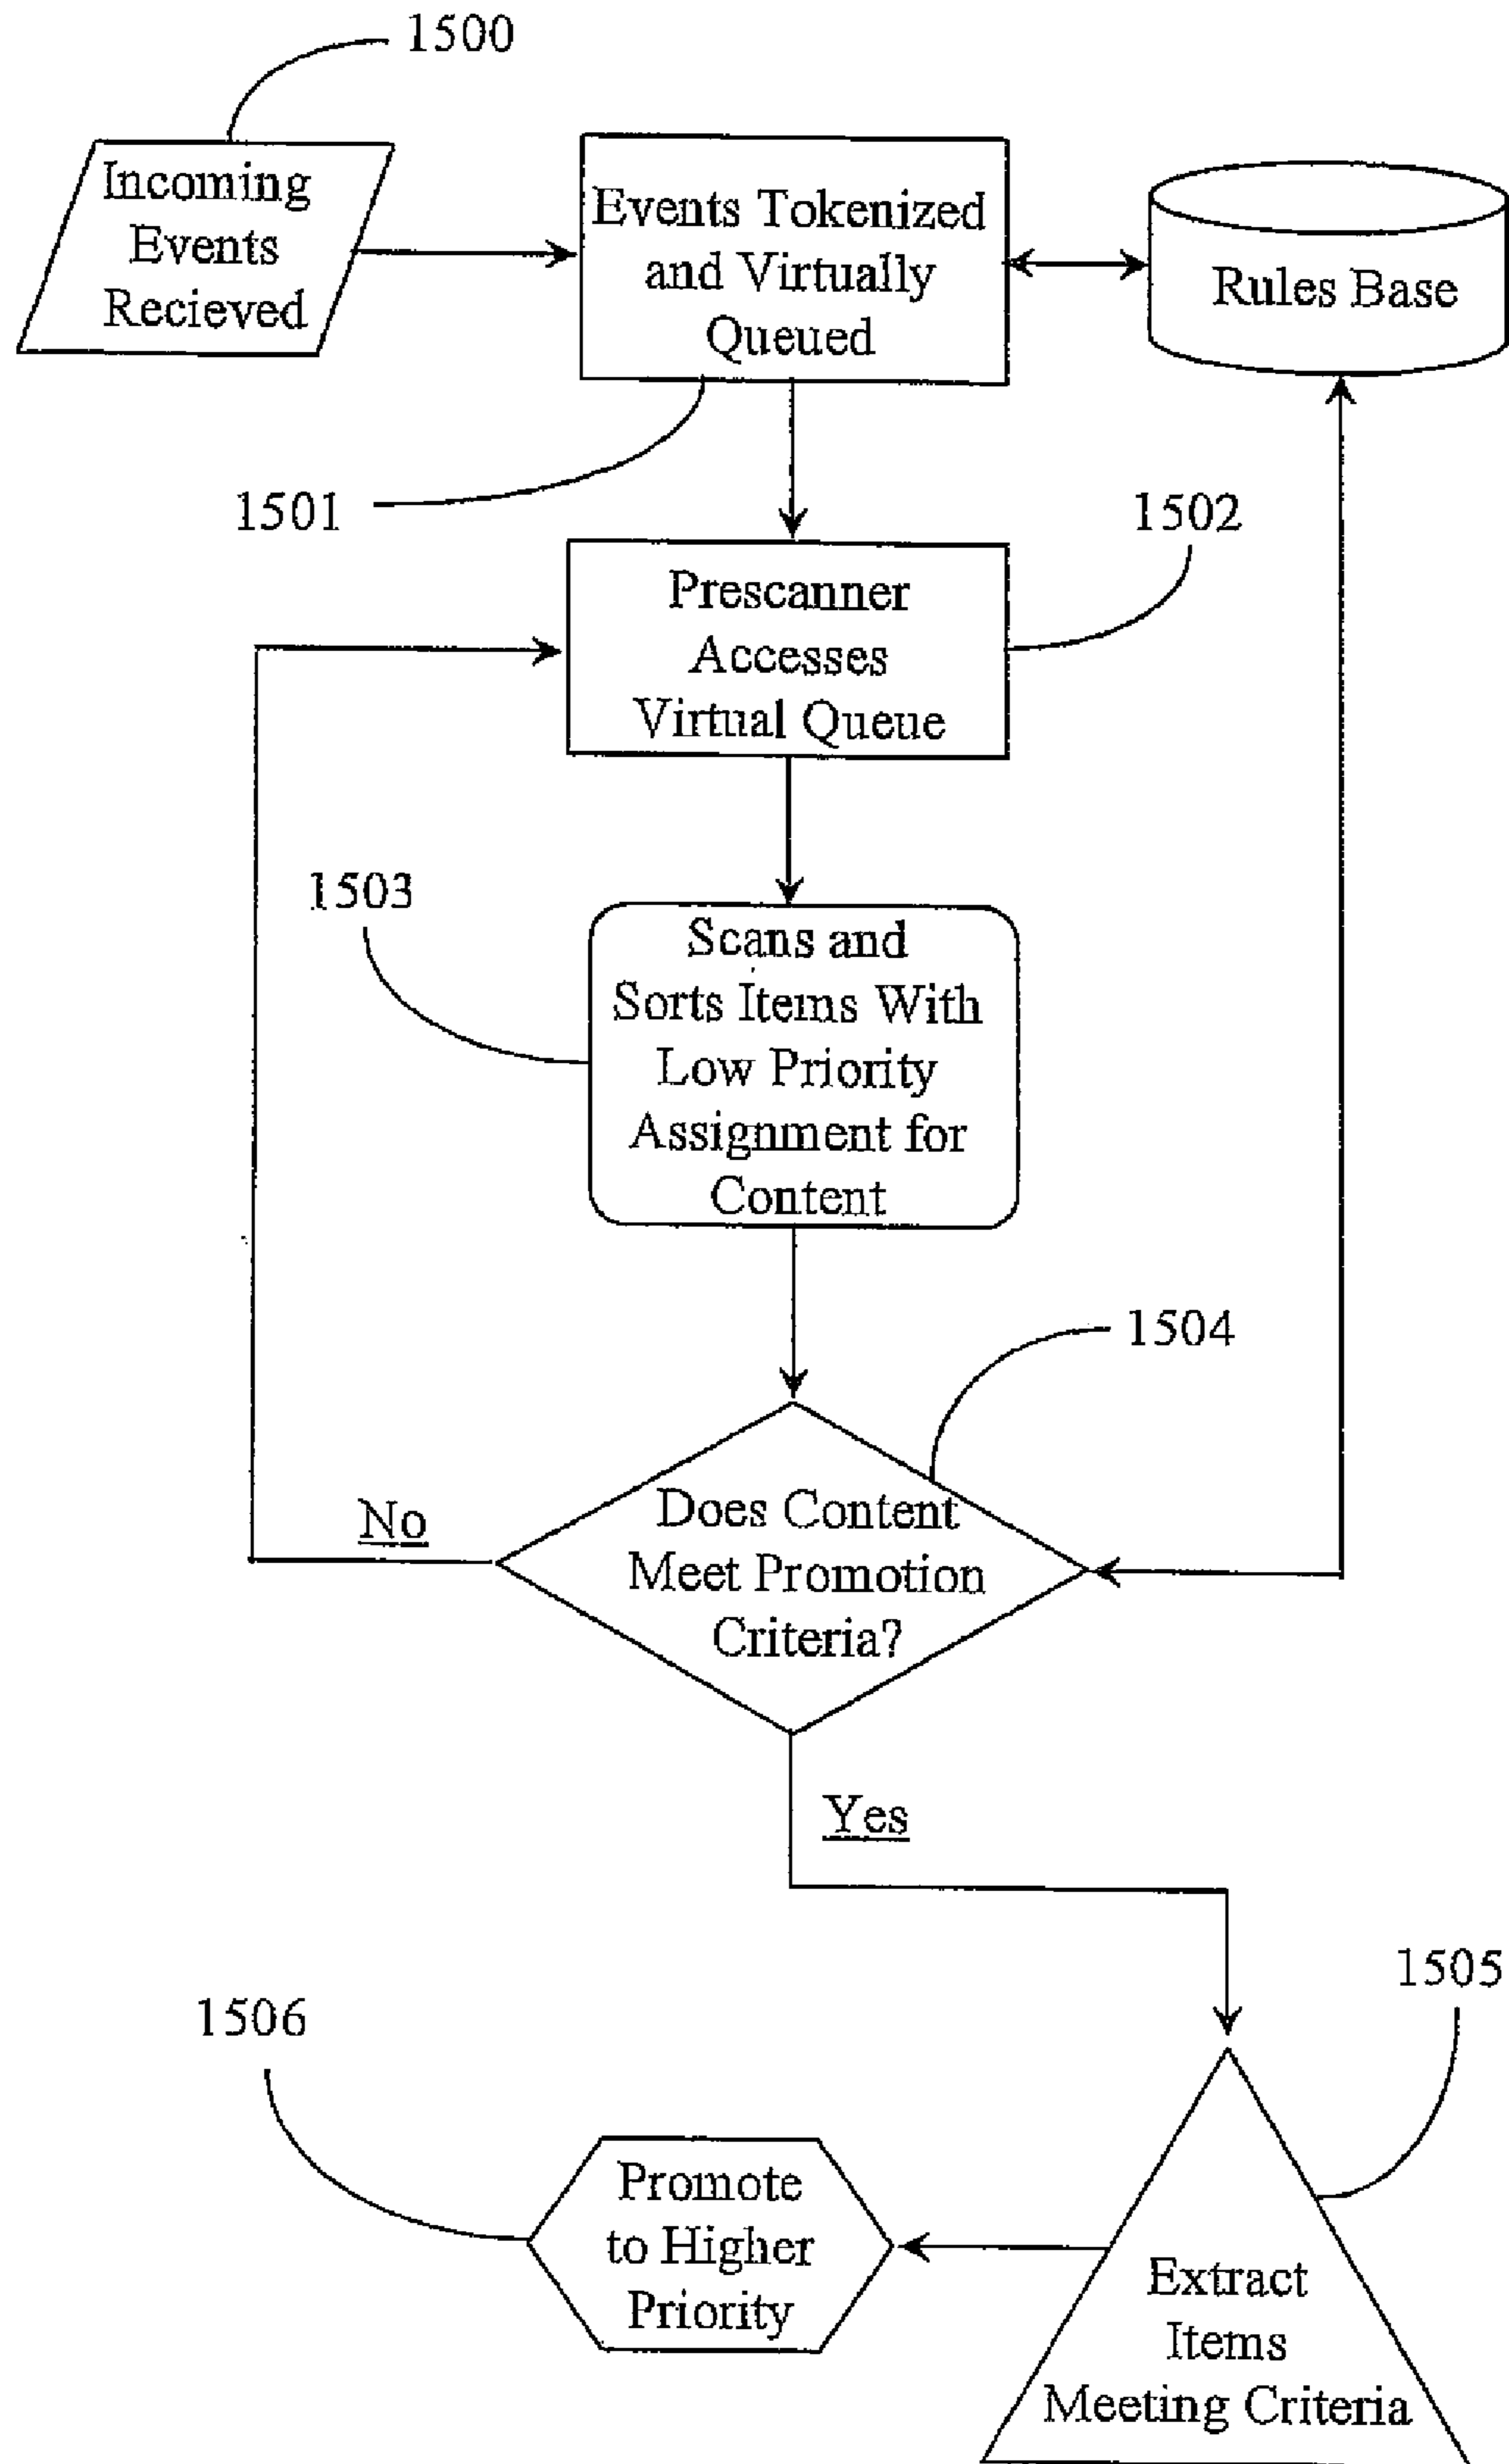 1500
Incoming
Events
Recieved
Events Tokenized
and Virtually
Queued
Rules Base
1501
1502
Prescanner
Accesses
Virtual Queue
1503
Scans and
Sorts Items With
Low Priority
Assignment for
Content
1504
Does Content
Meet Promotion
Criteria?
No
Yes
1505
1506
Promote
to Higher
Priority
Extract
Items
Meeting Criteria